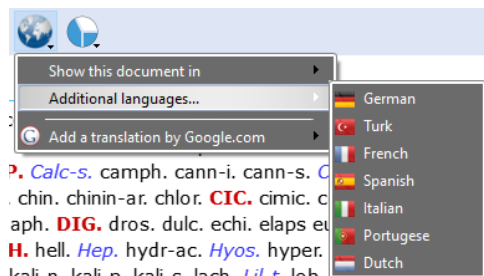 Show this document in
Additional languages...
Add a translation by Google.com
German
Turk
French
Spanish
Italian
Portugese
Dutch
P. Calc-s. camph. cann-i. cann-s.
. chin. chinin-ar. chlor. CIC. cimic. c
aph. DIG. dros. dulc. echi. elaps eu
H. hell. Hep. hydr-ac. Hyos. hyper.